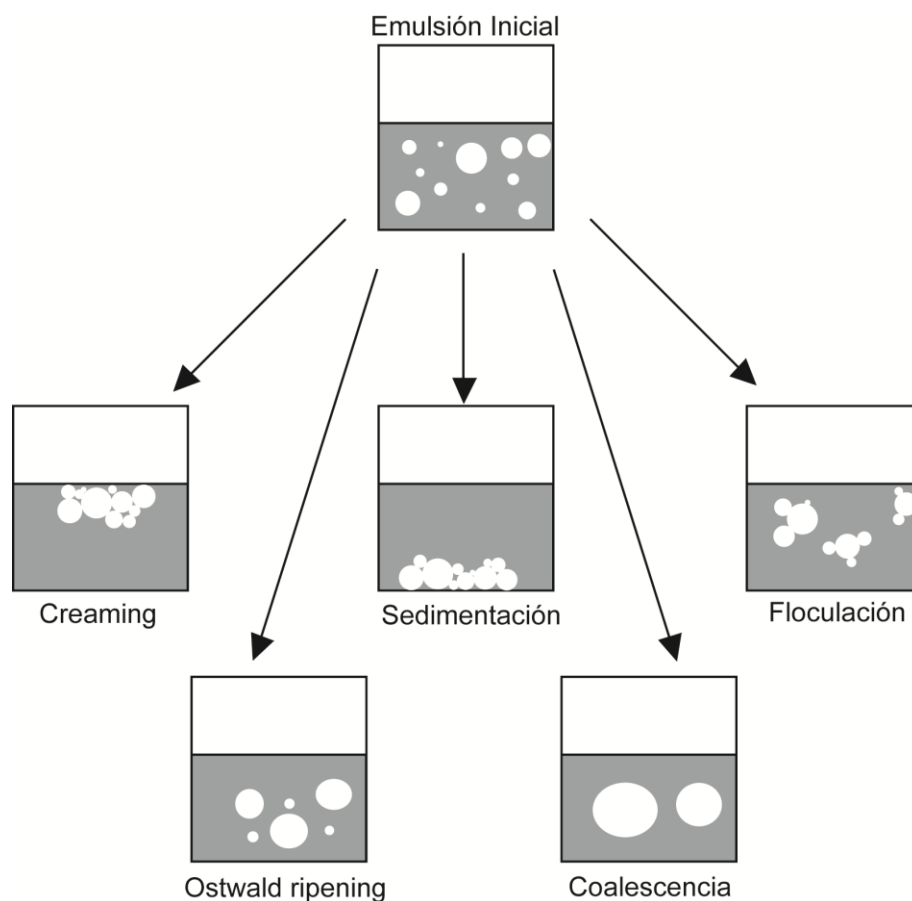 Emulsión Inicial
Creaming
Sedimentación
Floculación
Ostwald ripening
Coalescencia